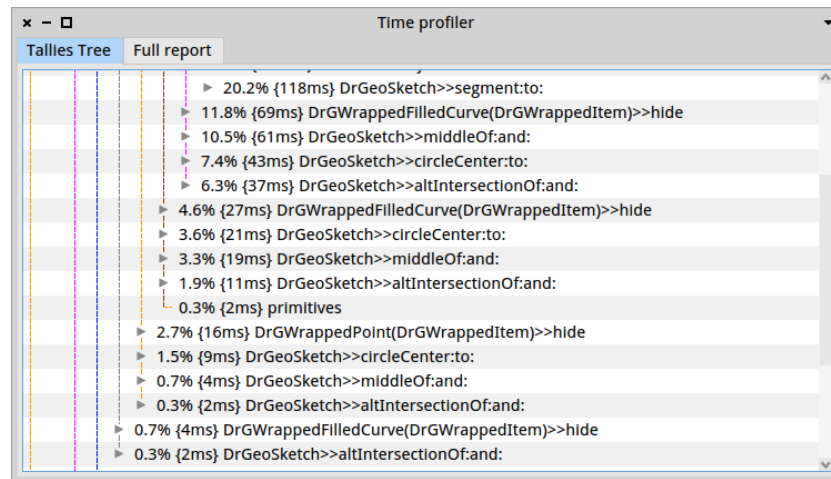 Time profiler
Tallies Tree Full report
20.2% {118ms} DrGeoSketch>>segment:to:
11.8% {69ms} DrGWrappedFilledCurve(DrGWrappedItem)>>hide
10.5% {61ms} DrGeoSketch>>middleOf:and:
7.4% {43ms} DrGeoSketch>>circleCenter:to:
6.3% {37ms} DrGeoSketch>>altIntersectionOf:and:
4.6% {27ms} DrGWrappedFilledCurve(DrGWrappedItem)>>hide
3.6% {21ms} DrGeoSketch>>circleCenter:to:
3.3% {19ms} DrGeoSketch>>middleOf:and:
1.9% {11ms} DrGeoSketch>>altIntersectionOf:and:
0.3% {2ms} primitives
2.7% {16ms} DrGWrappedPoint(DrGWrappedItem)>>hide
1.5% {9ms} DrGeoSketch>>circleCenter:to:
0.7% {4ms} DrGeoSketch>>middleOf:and:
0.3% {2ms} DrGeoSketch>>altIntersectionOf:and:
0.7% {4ms} DrGWrappedFilledCurve(DrGWrappedItem)>>hide
0.3% {2ms} DrGeoSketch>>altIntersectionOf:and: